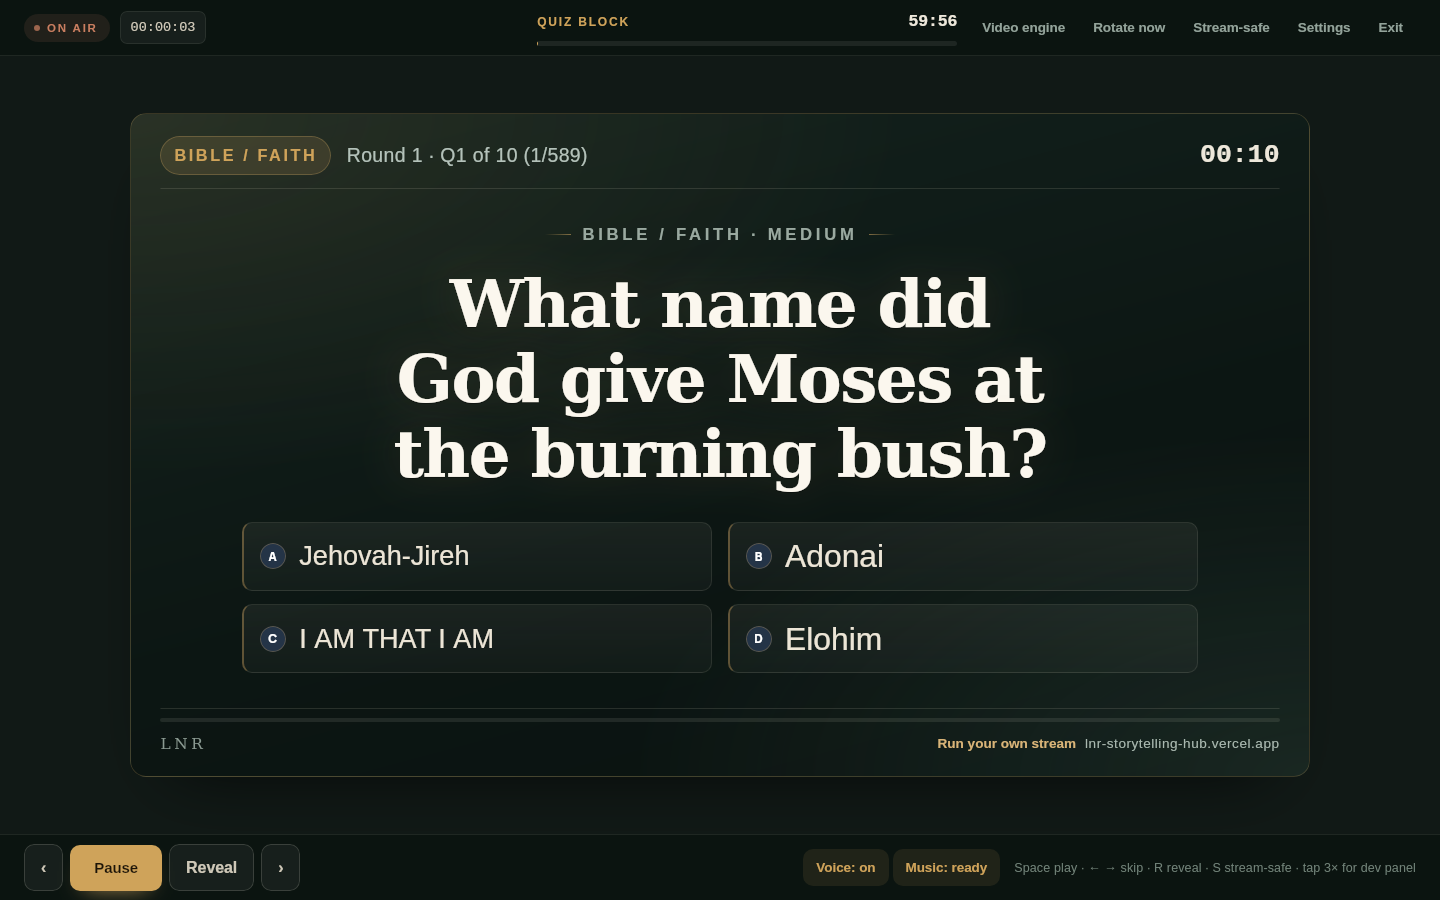 ON AIR
00:00:03
QUIZ BLOCK
59:56
Video engine
Rotate now
Stream-safe
Settings
Exit
BIBLE / FAITH
Round 1 · Q1 of 10 (1/589)
00:10
BIBLE / FAITH · MEDIUM
What name did
God give Moses at
the burning bush?
A Jehovah-Jireh
B Adonai
C I AM THAT I AM
D Elohim
LNR
Run your own stream lnr-storytelling-hub.vercel.app
‹
Pause
Reveal
›
Voice: on
Music: ready
Space play · ← → skip · R reveal · S stream-safe · tap 3× for dev panel